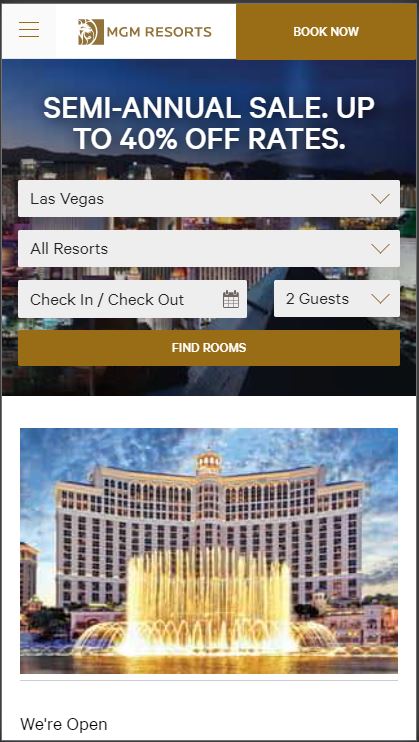 MGM RESORTS
BOOK NOW
SEMI-ANNUAL SALE. UP
TO 40% OFF RATES.
Las Vegas
All Resorts
Check In / Check Out
2 Guests
FIND ROOMS
We're Open